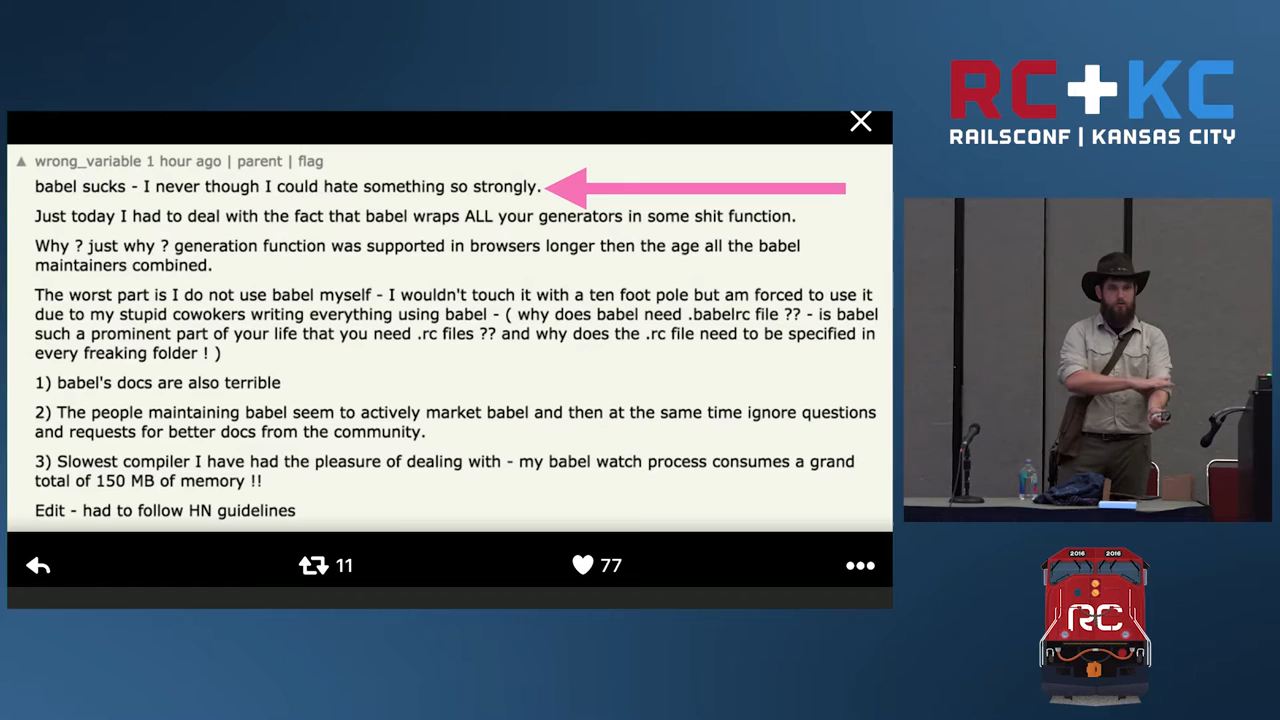 RC+KC
RAILSCONF | KANSAS CITY
wrong_variable 1 hour ago | parent | flag
babel sucks - I never though I could hate something so strongly.
Just today I had to deal with the fact that babel wraps ALL your generators in some shit function.
Why ? just why ? generation function was supported in browsers longer then the age all the babel
maintainers combined.
The worst part is I do not use babel myself - I wouldn't touch it with a ten foot pole but am forced to use it
due to my stupid cowokers writing everything using babel - ( why does babel need .babelrc file ?? - is babel
such a prominent part of your life that you need .rc files ?? and why does the .rc file need to be specified in
every freaking folder ! )
1) babel's docs are also terrible
2) The people maintaining babel seem to actively market babel and then at the same time ignore questions
and requests for better docs from the community.
3) Slowest compiler I have had the pleasure of dealing with - my babel watch process consumes a grand
total of 150 MB of memory !!
Edit - had to follow HN guidelines
11
77
2016 2016
RC